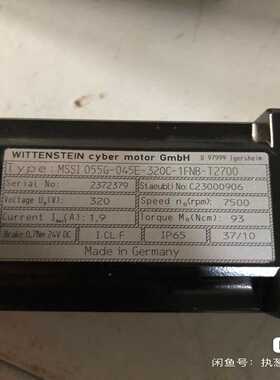 WITTENSTEIN cyber motor GmbH D 97999 Igersheim
Type: MSSI 055G-045E-320C-1FNB-T2700
Serial No: 2372379 Staeubli No: C23000906
Voltage U (V) 320 Speed n (rpm) 7500
Current I (A) 1.9 Torque M (Ncm) 93
Brake 0,7Nm 24V DC I.CL.F IP65 37/10
Made in Germany
闲鱼号:执葱